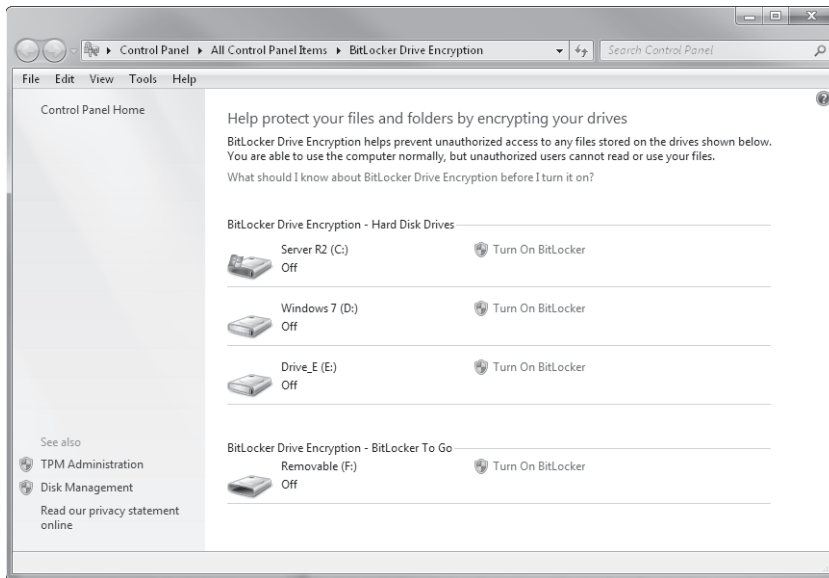 Control Panel All Control Panel Items BitLocker Drive Encryption
Search Control Panel
File Edit View Tools Help
Control Panel Home
Help protect your files and folders by encrypting your drives
BitLocker Drive Encryption helps prevent unauthorized access to any files stored on the drives shown below.
You are able to use the computer normally, but unauthorized users cannot read or use your files.
What should I know about BitLocker Drive Encryption before I turn it on?
BitLocker Drive Encryption - Hard Disk Drives
Server R2 (C:) Turn On BitLocker
Off
Windows 7 (D:) Turn On BitLocker
Off
Drive_E (E:) Turn On BitLocker
Off
BitLocker Drive Encryption - BitLocker To Go
Removable (F:) Turn On BitLocker
Off
See also
TPM Administration
Disk Management
Read our privacy statement
online